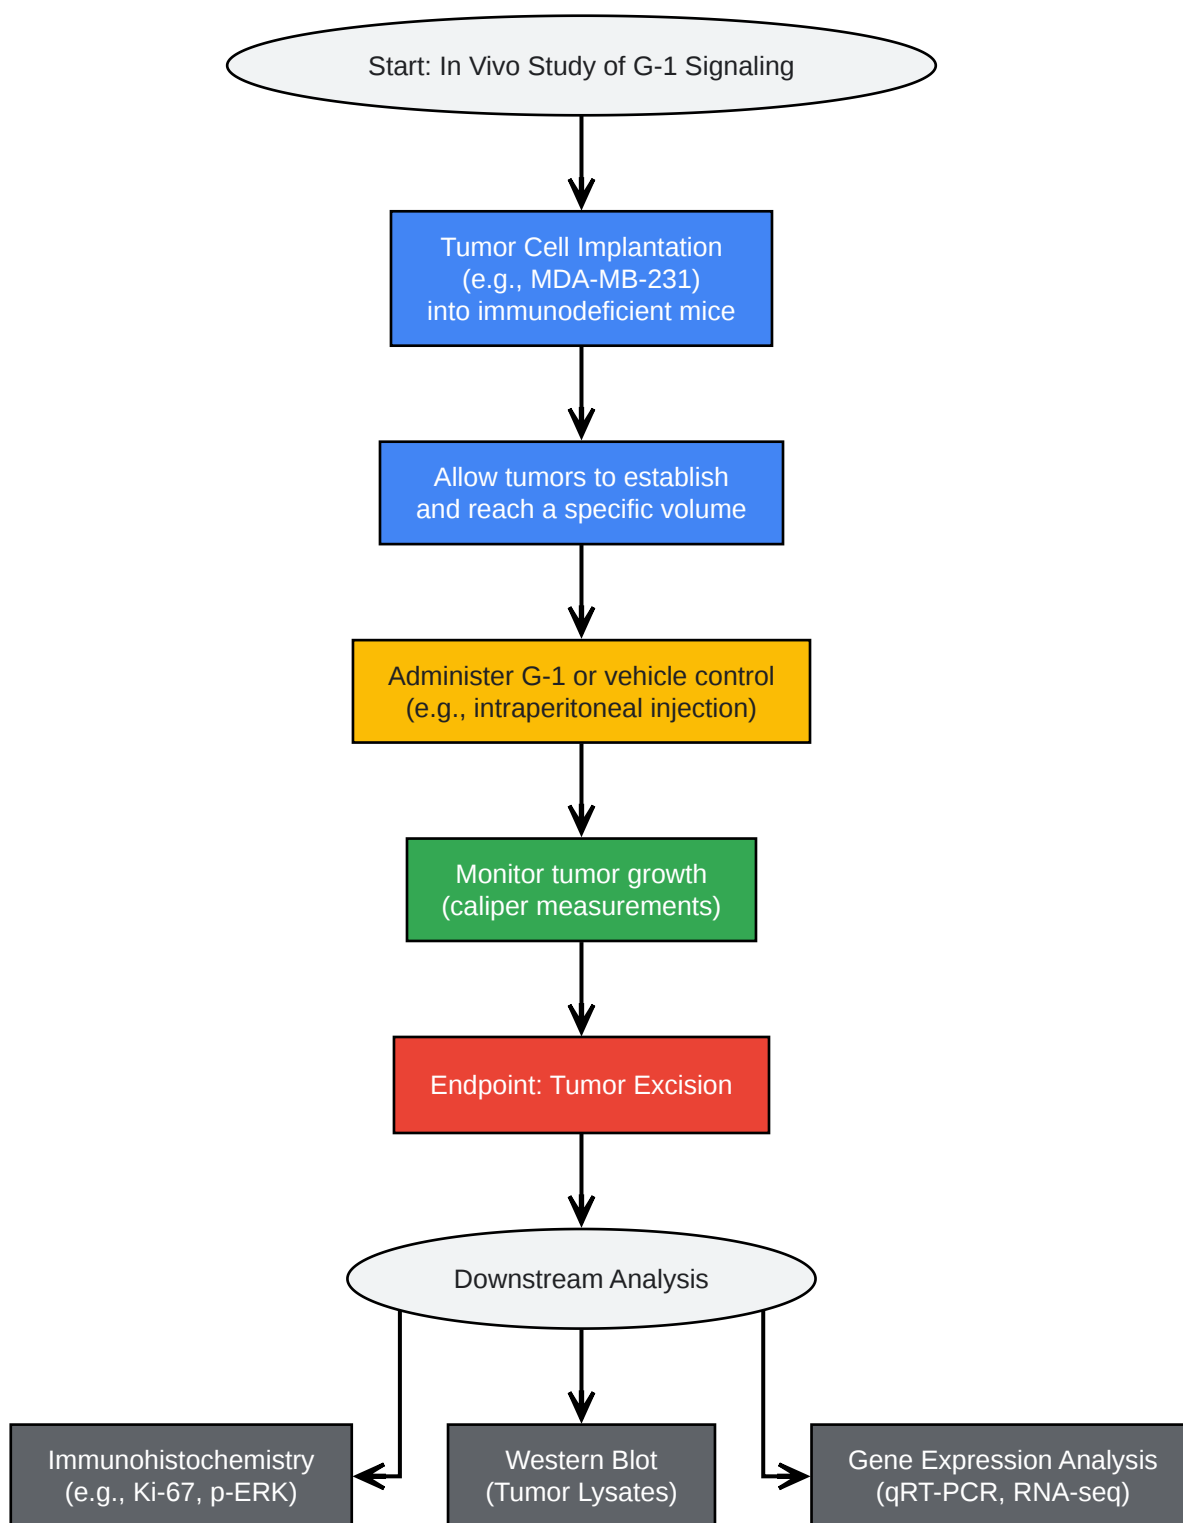 Start: In Vivo Study of G-1 Signaling
Tumor Cell Implantation
(e.g., MDA-MB-231)
into immunodeficient mice
Allow tumors to establish
and reach a specific volume
Administer G-1 or vehicle control
(e.g., intraperitoneal injection)
Monitor tumor growth
(caliper measurements)
Endpoint: Tumor Excision
Downstream Analysis
Immunohistochemistry
(e.g., Ki-67, p-ERK)
Western Blot
(Tumor Lysates)
Gene Expression Analysis
(qRT-PCR, RNA-seq)